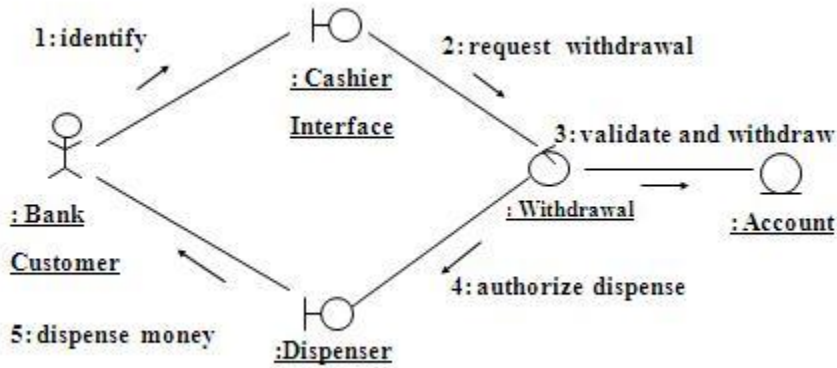 1:identify
2:request withdrawal
: Cashier
Interface
3:validate and withdraw
: Bank
Customer
: Withdrawal
: Account
4:authorize dispense
5:dispense money
:Dispenser